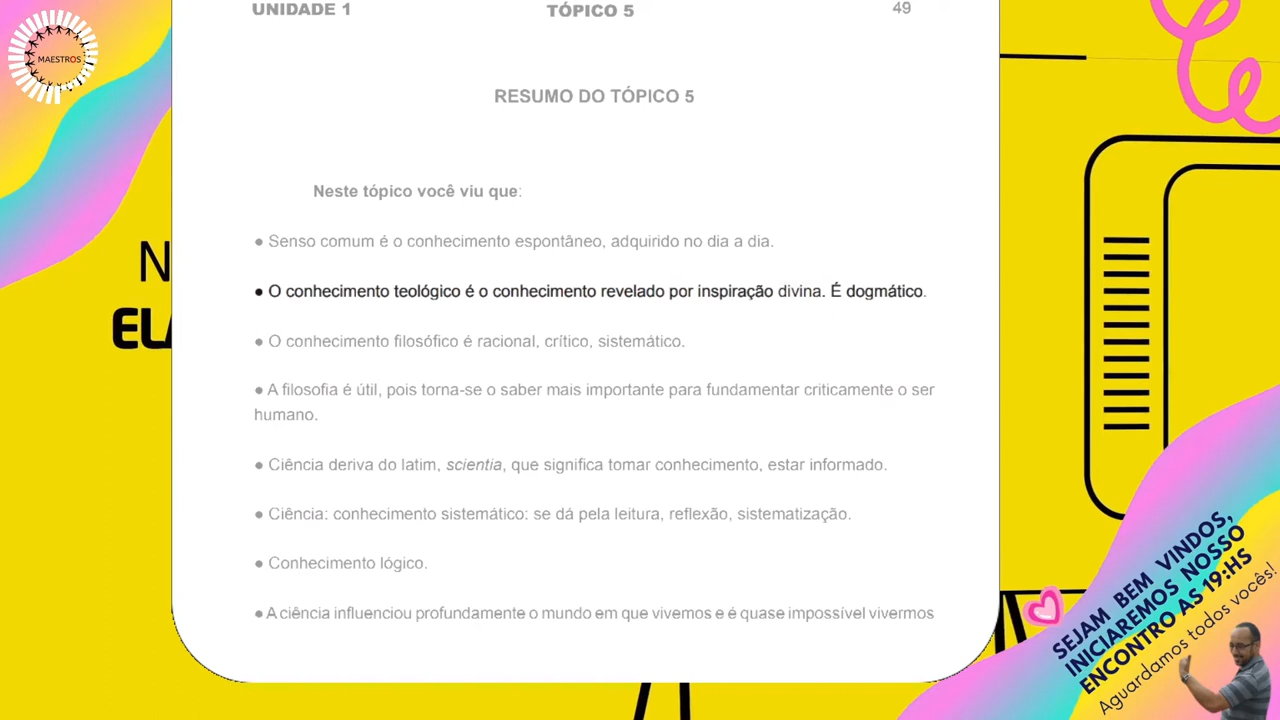 MAESTROS
UNIDADE 1 TÓPICO 5 49
RESUMO DO TÓPICO 5
Neste tópico você viu que:
● Senso comum é o conhecimento espontâneo, adquirido no dia a dia.
● O conhecimento teológico é o conhecimento revelado por inspiração divina. É dogmático.
● O conhecimento filosófico é racional, crítico, sistemático.
● A filosofia é útil, pois torna-se o saber mais importante para fundamentar criticamente o ser
humano.
● Ciência deriva do latim, scientia, que significa tomar conhecimento, estar informado.
● Ciência: conhecimento sistemático: se dá pela leitura, reflexão, sistematização.
● Conhecimento lógico.
● A ciência influenciou profundamente o mundo em que vivemos e é quase impossível vivermos
N
ELA
SEJAM BEM VINDOS,
INICIAREMOS NOSSO
ENCONTRO AS 19:HS
Aguardamos todos vocês!